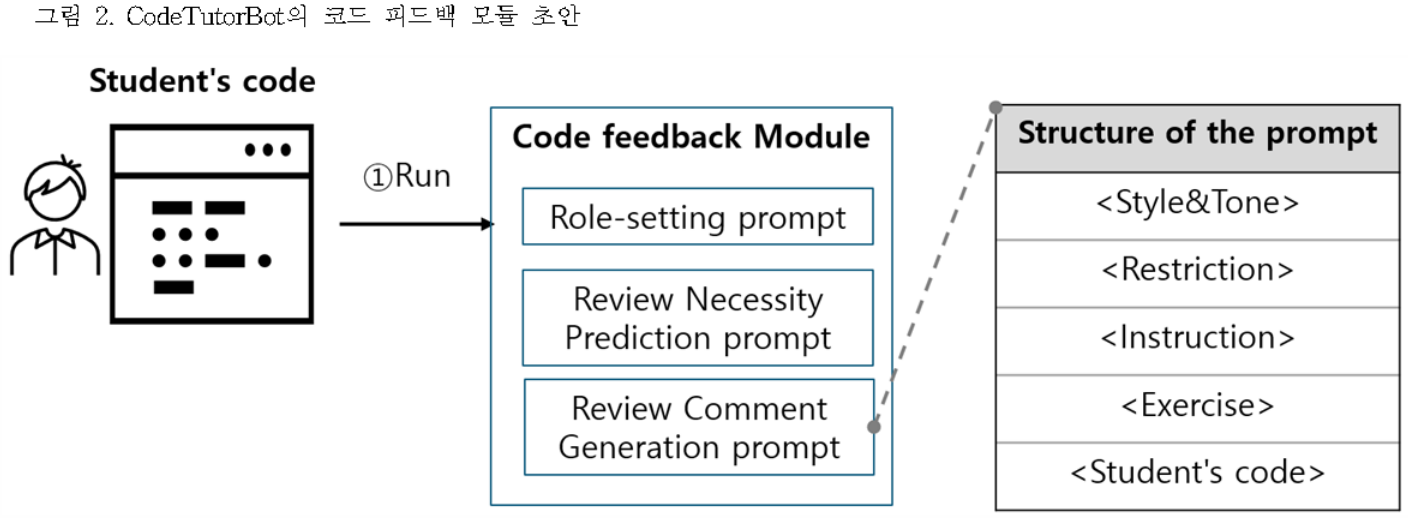 그림 2. CodeTutorBot의 코드 피드백 모듈 초안
Student's code
①Run
Code feedback Module
Role-setting prompt
Review Necessity
Prediction prompt
Review Comment
Generation prompt
Structure of the prompt
<Style&Tone>
<Restriction>
<Instruction>
<Exercise>
<Student's code>